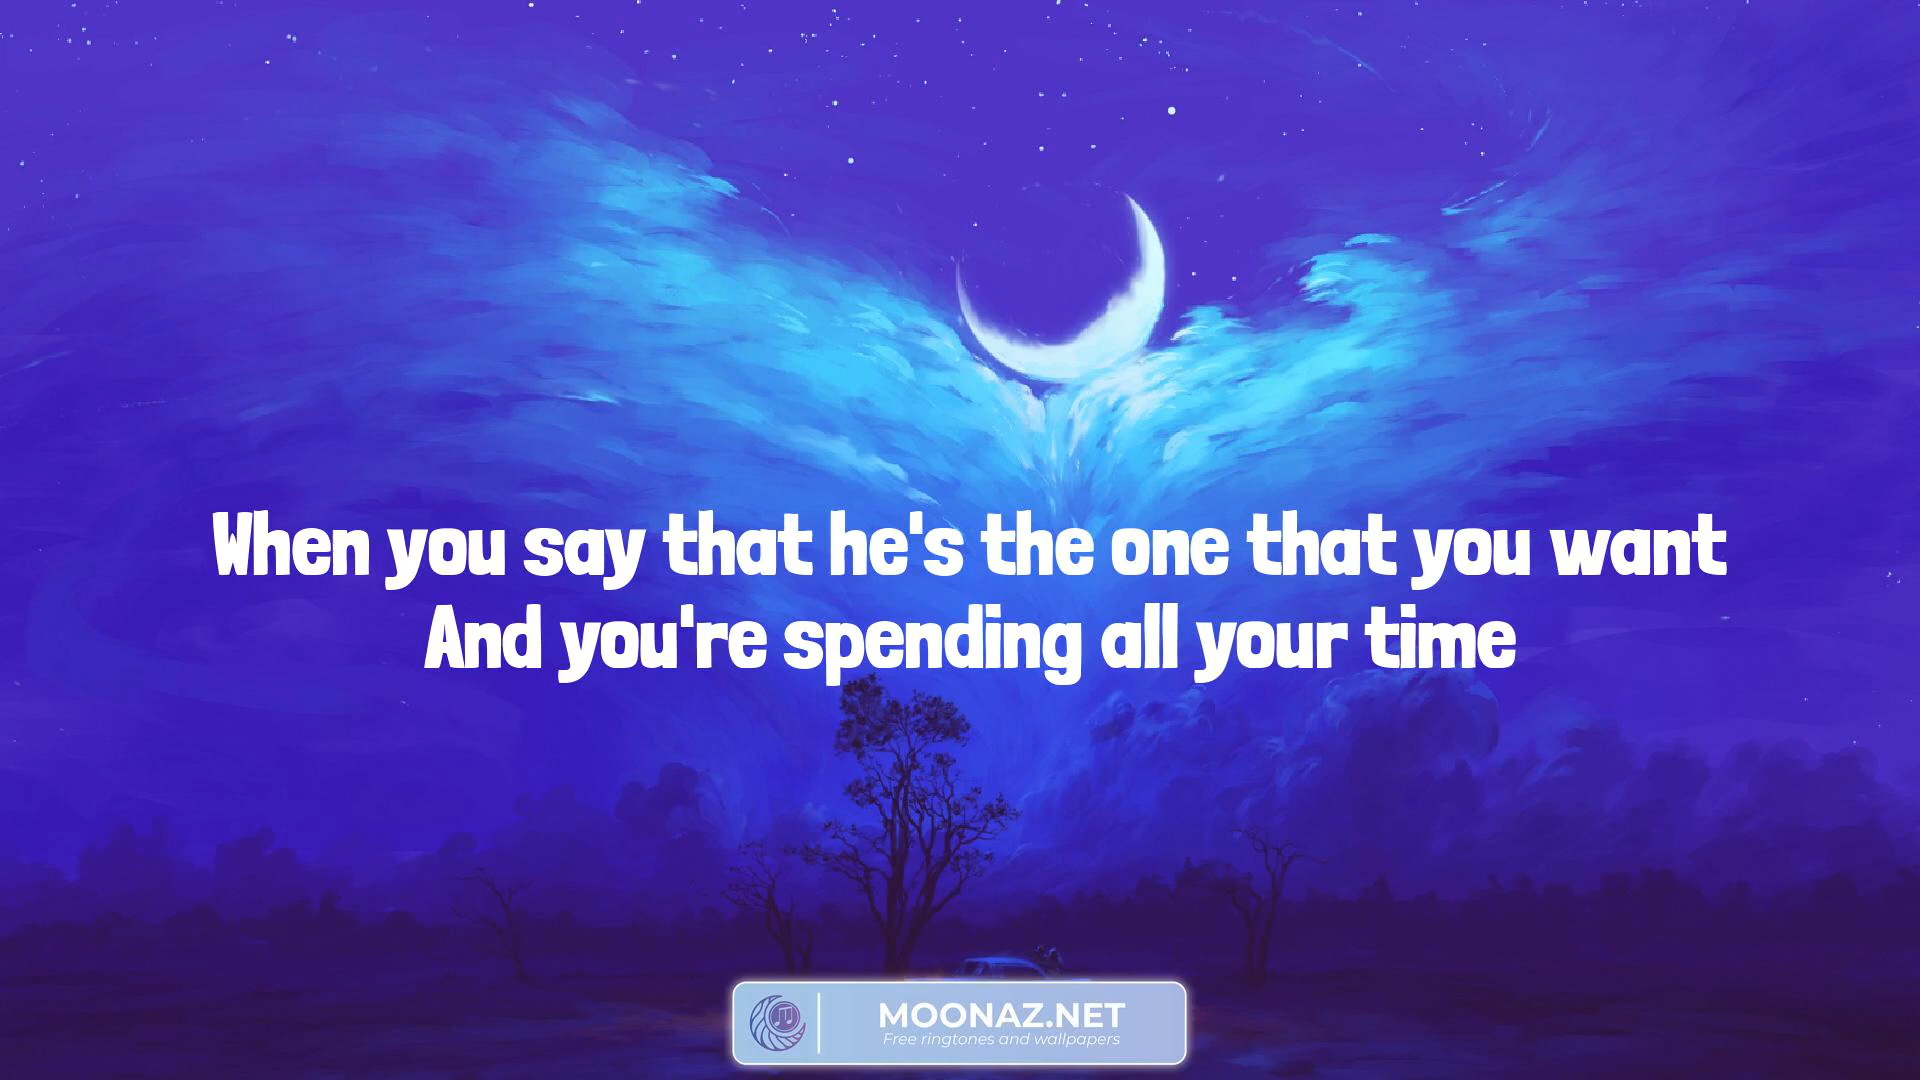 When you say that he's the one that you want
And you're spending all your time
MOONAZ.NET
Free ringtones and wallpapers